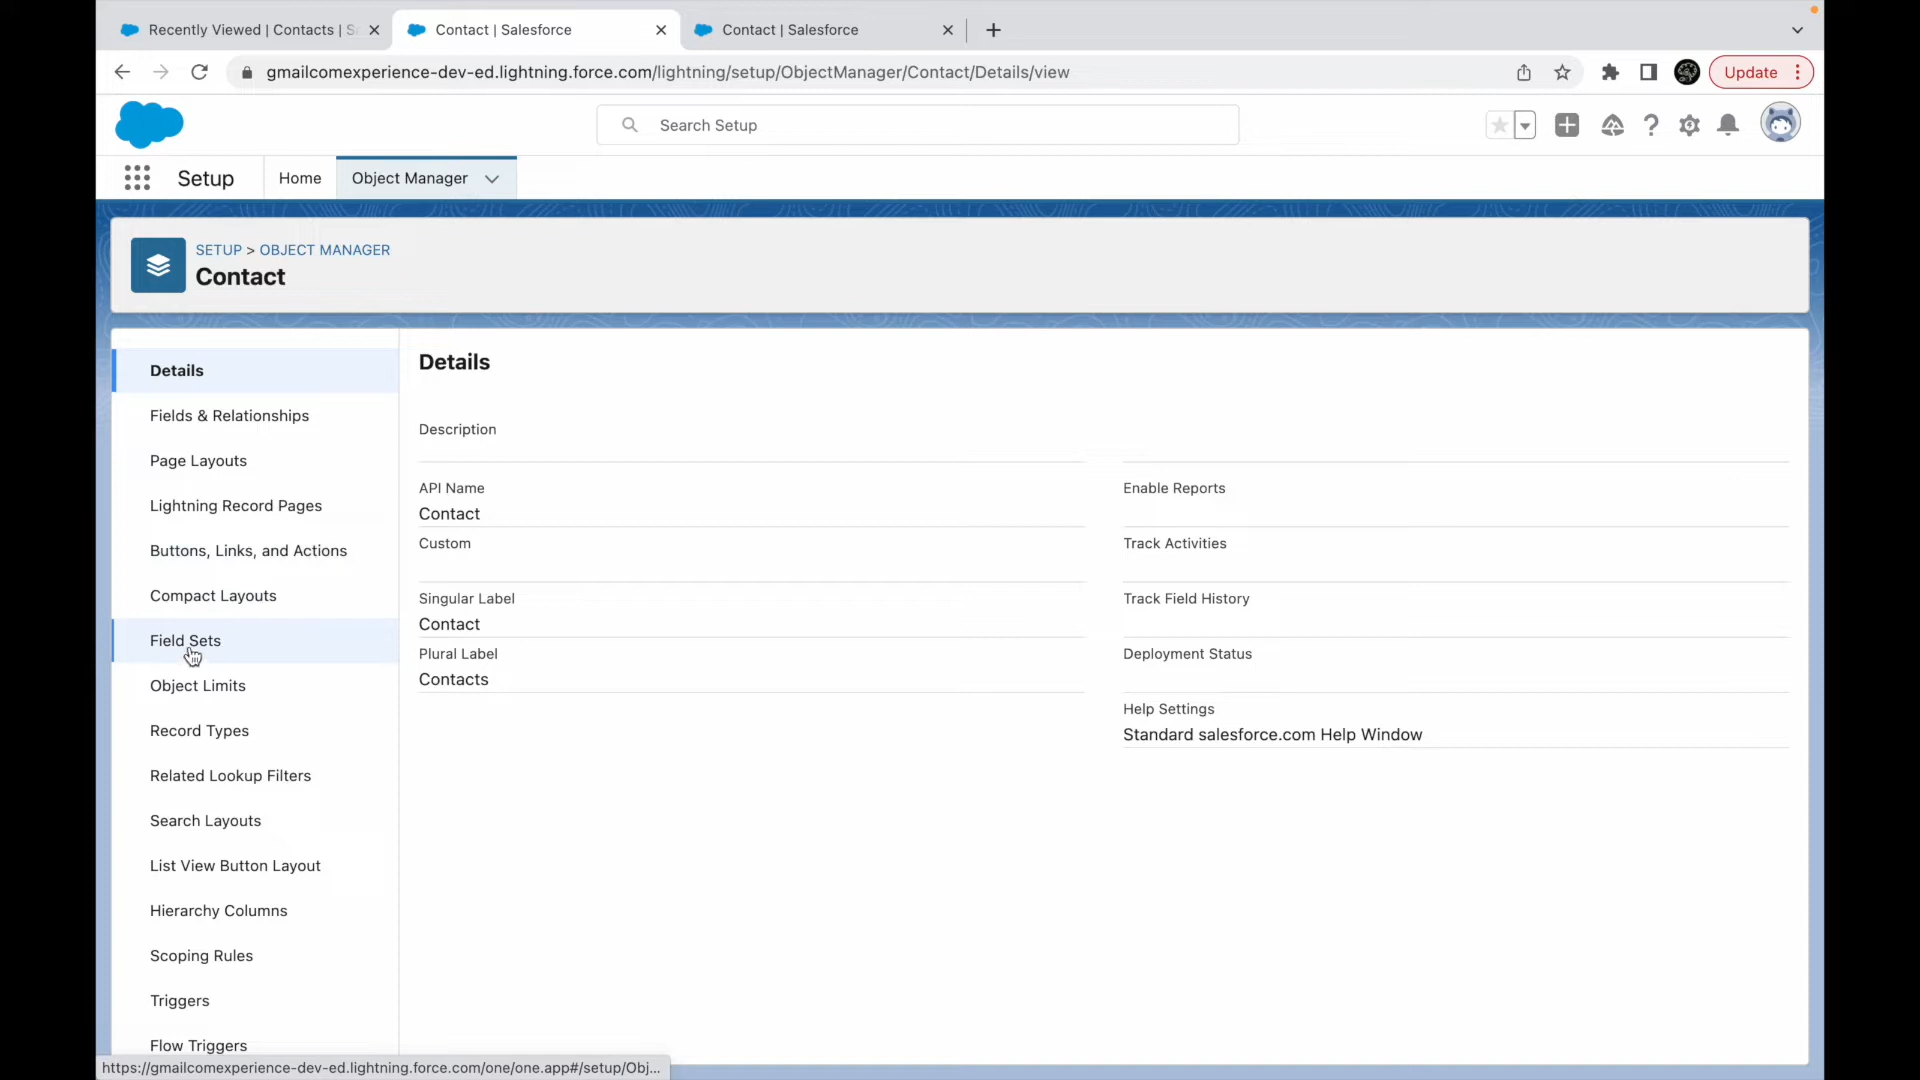 Recently Viewed | Contacts | S
Contact | Salesforce
Contact | Salesforce
gmailcomexperience-dev-ed.lightning.force.com/lightning/setup/ObjectManager/Contact/Details/view
Update
Search Setup
Setup
Home
Object Manager
SETUP > OBJECT MANAGER
Contact
Details
Fields & Relationships
Page Layouts
Lightning Record Pages
Buttons, Links, and Actions
Compact Layouts
Field Sets
Object Limits
Record Types
Related Lookup Filters
Search Layouts
List View Button Layout
Hierarchy Columns
Scoping Rules
Triggers
Flow Triggers
Details
Description
API Name
Contact
Custom
Singular Label
Contact
Plural Label
Contacts
Enable Reports
Track Activities
Track Field History
Deployment Status
Help Settings
Standard salesforce.com Help Window
https://gmailcomexperience-dev-ed.lightning.force.com/one/one.app#/setup/Obj...